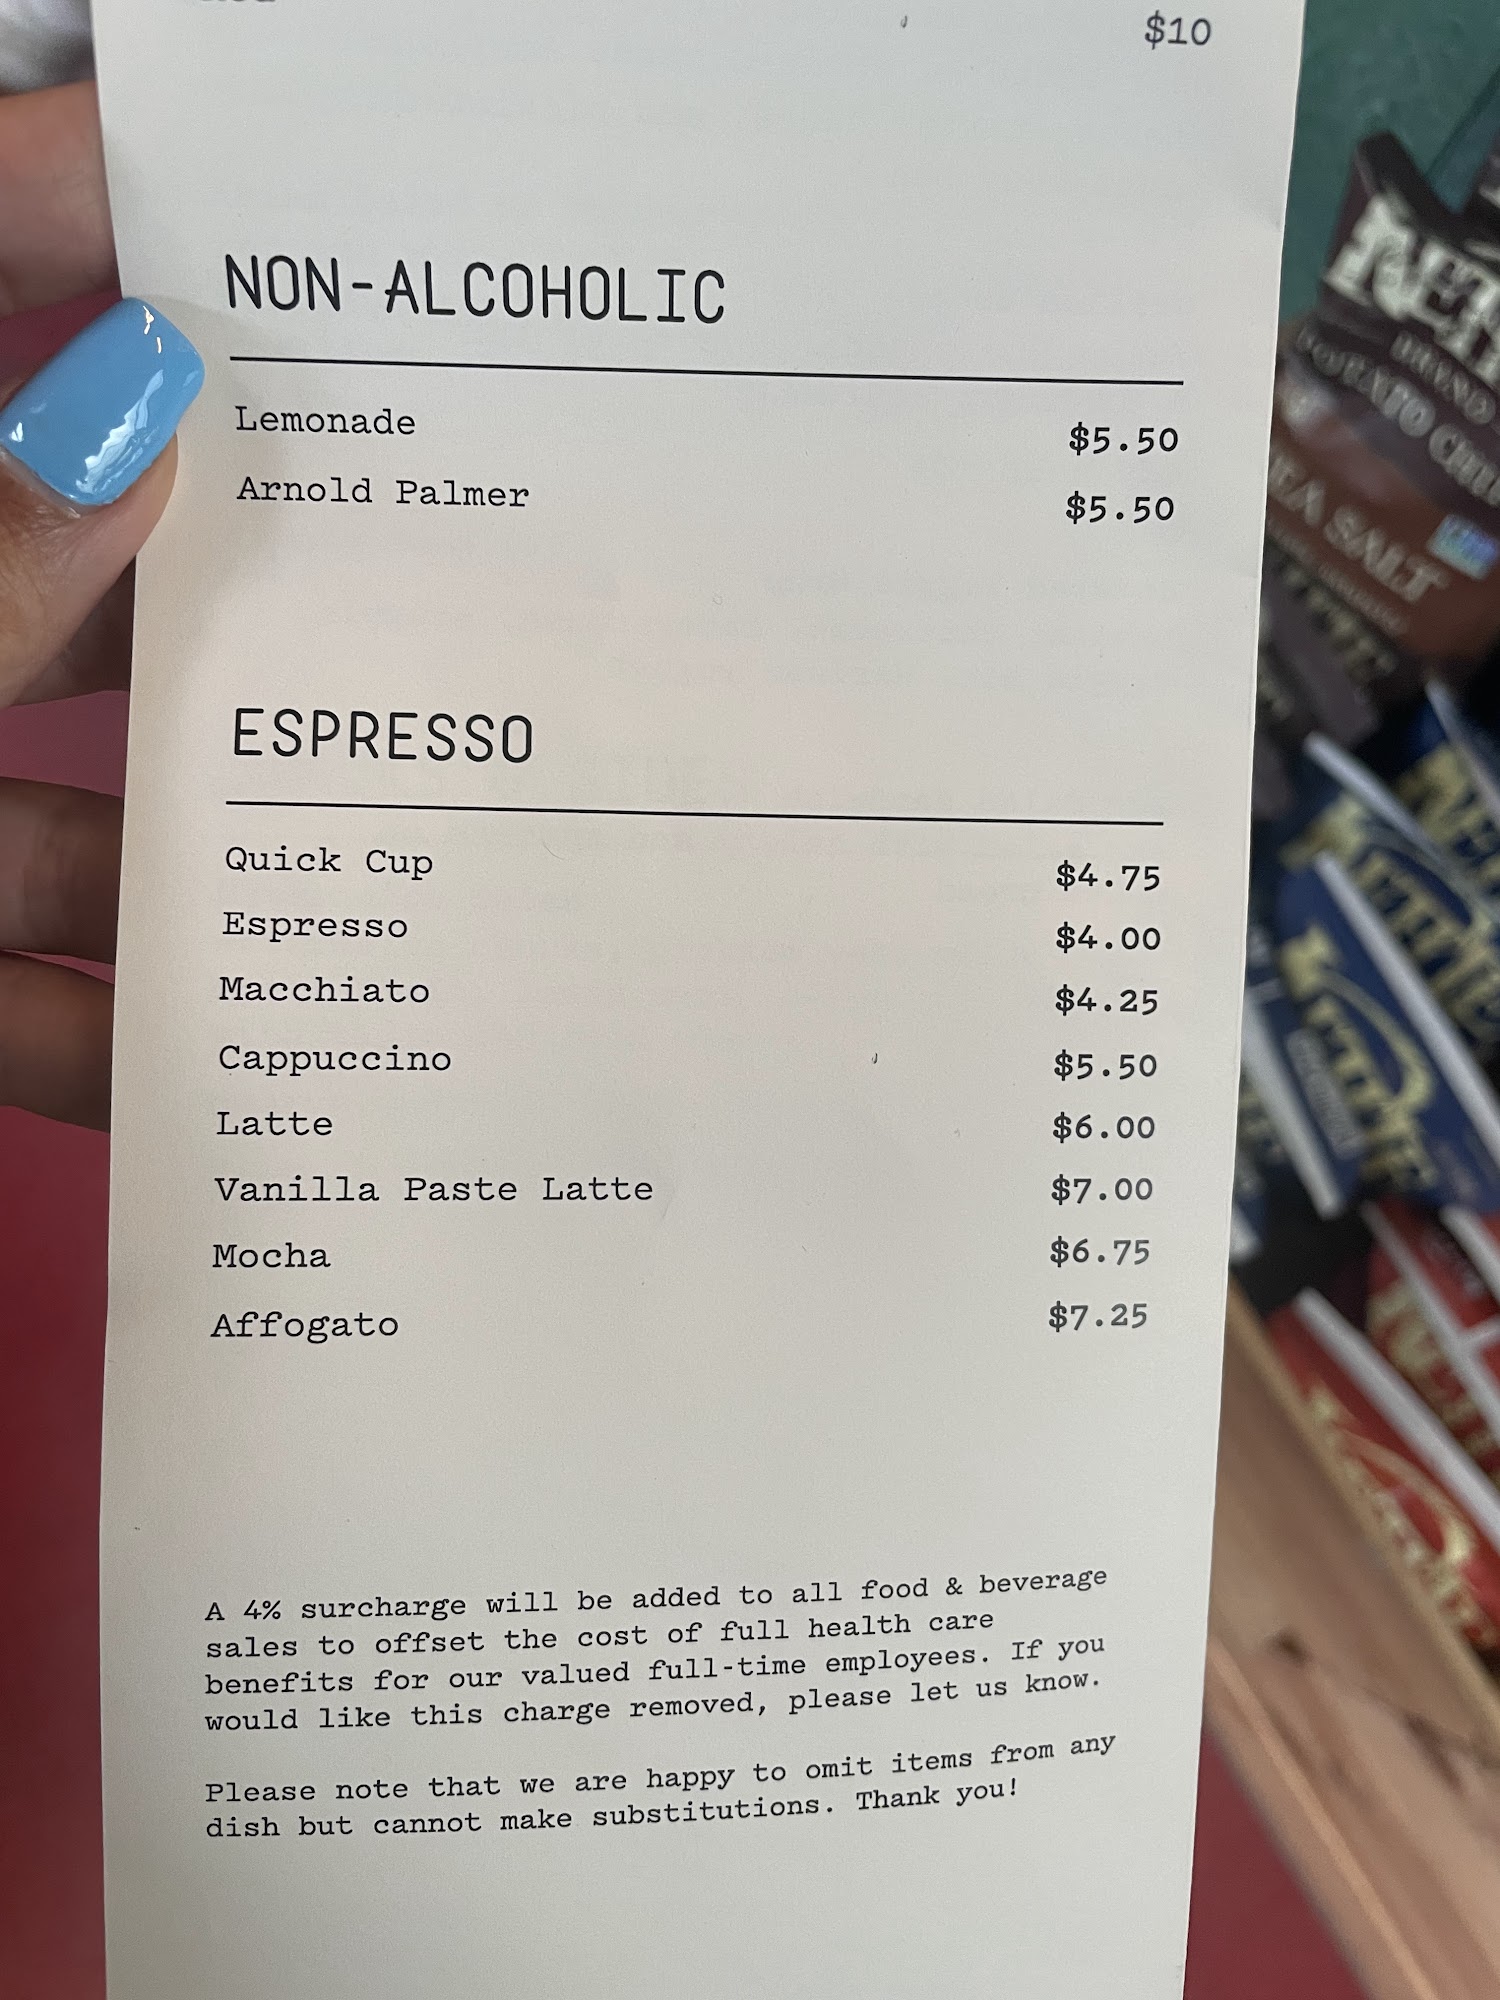 $10
NON-ALCOHOLIC
Lemonade $5.50
Arnold Palmer $5.50
ESPRESSO
Quick Cup $4.75
Espresso $4.00
Macchiato $4.25
Cappuccino $5.50
Latte $6.00
Vanilla Paste Latte $7.00
Mocha $6.75
Affogato $7.25
A 4% surcharge will be added to all food & beverage
sales to offset the cost of full health care
benefits for our valued full-time employees. If you
would like this charge removed, please let us know.
Please note that we are happy to omit items from any
dish but cannot make substitutions. Thank you!
POTATO
SEA SALT